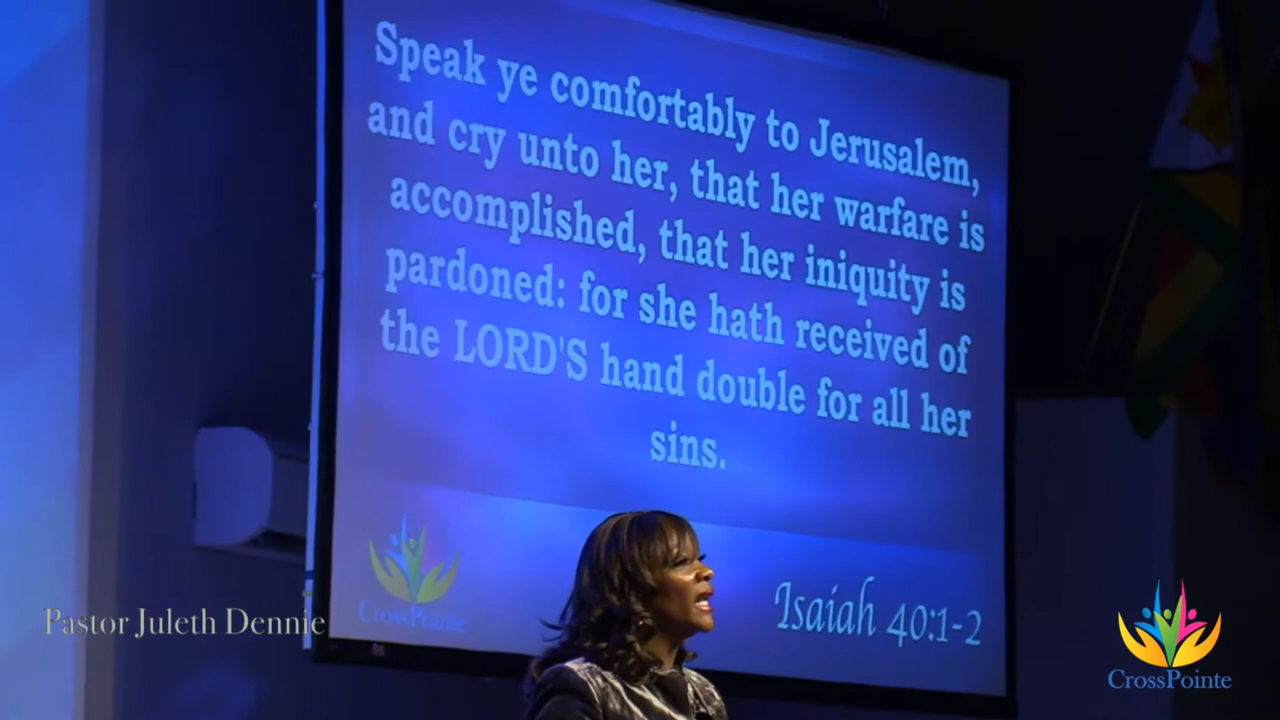 Speak ye comfortably to Jerusalem,
and cry unto her, that her warfare is
accomplished, that her iniquity is
pardoned: for she hath received of
the LORD'S hand double for all her
sins.
CrossPointe
Isaiah 40:1-2
Pastor Juleth Dennie
CrossPointe